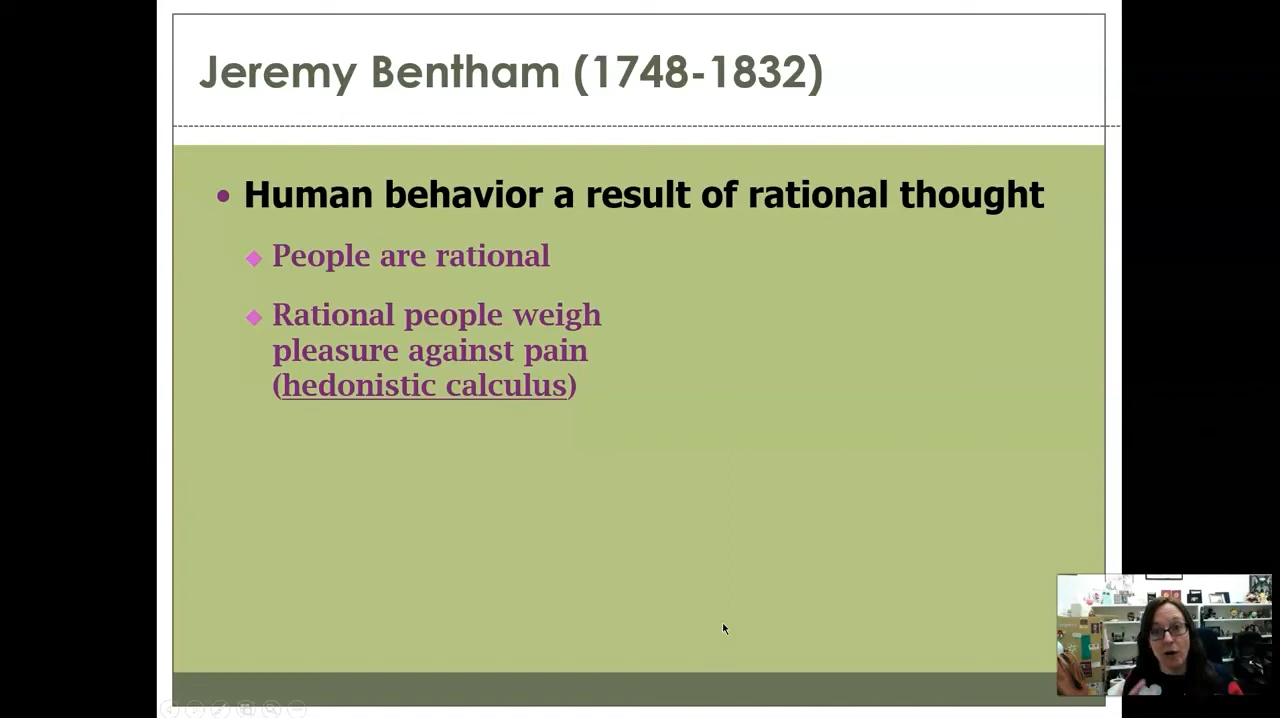 Jeremy Bentham (1748-1832)
Human behavior a result of rational thought
People are rational
Rational people weigh
pleasure against pain
(hedonistic calculus)